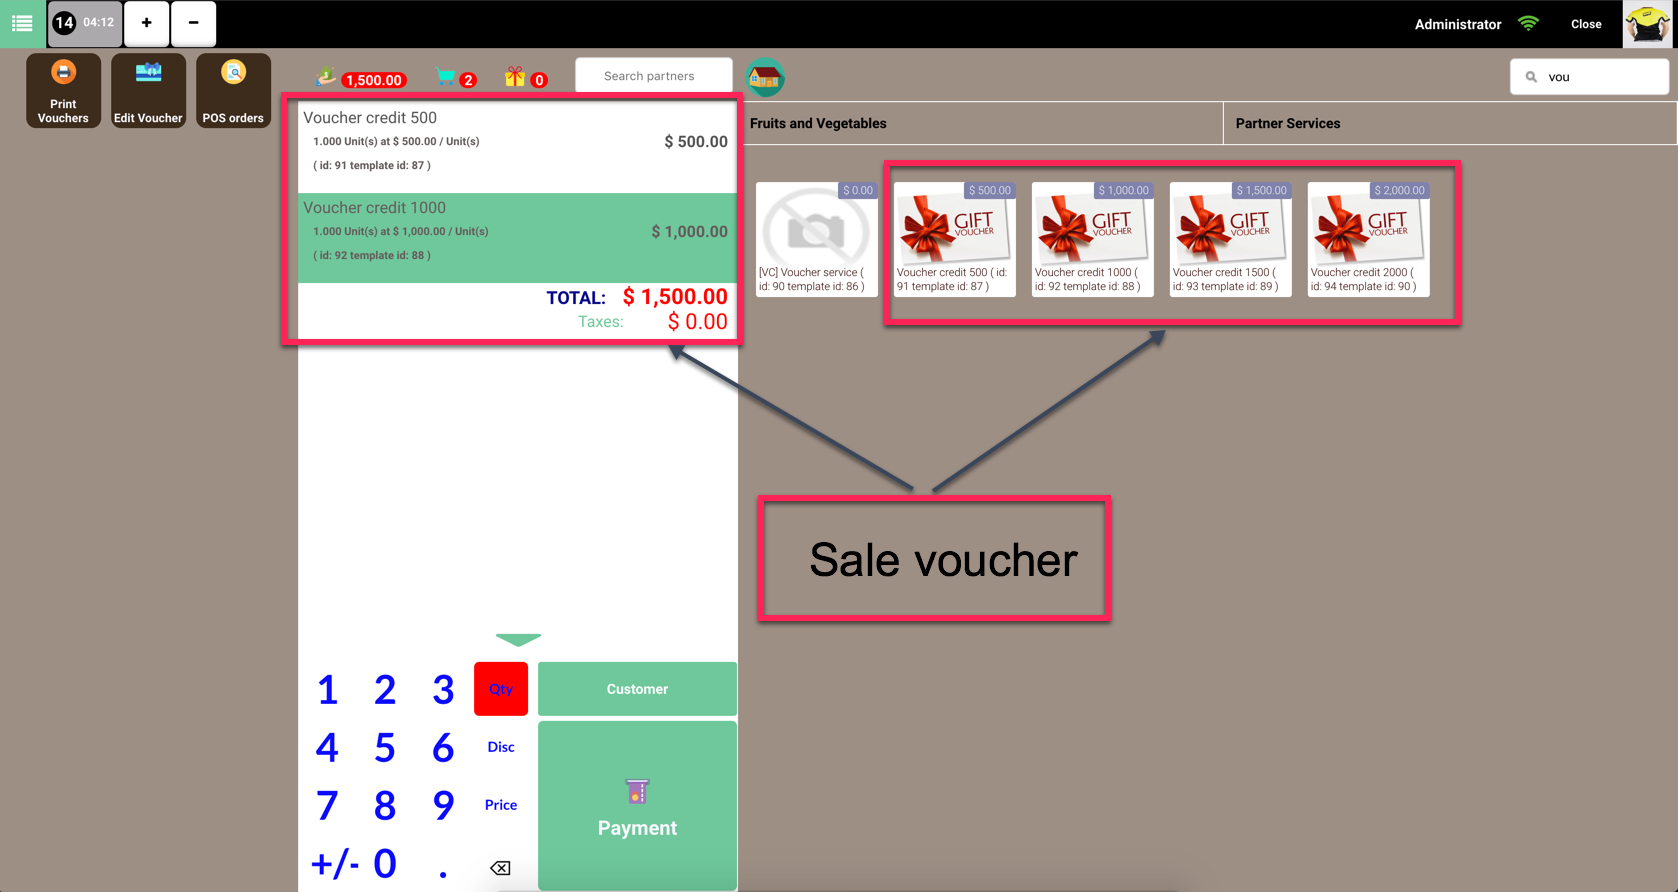 14 04:12 + −
Administrator
Close
Print
Vouchers
Edit Voucher
POS orders
1,500.00
2
0
Search partners
vou
Voucher credit 500
1.000 Unit(s) at $ 500.00 / Unit(s)
$ 500.00
( id: 91 template id: 87 )
Voucher credit 1000
1.000 Unit(s) at $ 1,000.00 / Unit(s)
$ 1,000.00
( id: 92 template id: 88 )
TOTAL: $ 1,500.00
Taxes: $ 0.00
Fruits and Vegetables
Partner Services
$ 0.00
[VC] Voucher service (
id: 90 template id: 86 )
$ 500.00
GIFT
VOUCHER
Voucher credit 500 ( id:
91 template id: 87 )
$ 1,000.00
GIFT
VOUCHER
Voucher credit 1000 (
id: 92 template id: 88 )
$ 1,500.00
GIFT
VOUCHER
Voucher credit 1500 (
id: 93 template id: 89 )
$ 2,000.00
GIFT
VOUCHER
Voucher credit 2000 (
id: 94 template id: 90 )
Sale voucher
1 2 3 Qty
Customer
4 5 6 Disc
7 8 9 Price
Payment
+/- 0 .